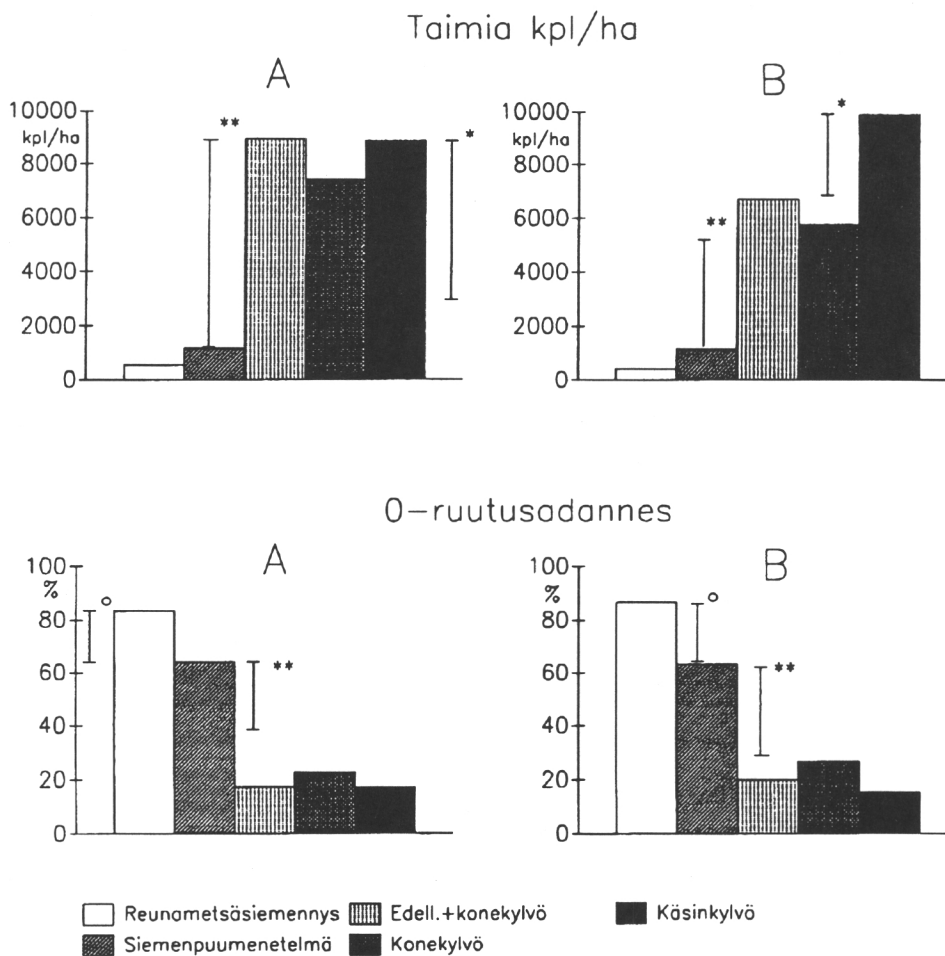 Taimia kpl/ha
A
B
10000
kpl/ha
8000
6000
4000
2000
0
**
*
10000
kpl/ha
8000
6000
4000
2000
0
**
*
0-ruutusadannes
A
B
100
%
80
60
40
20
0
o
**
100
%
80
60
40
20
0
o
**
Reunametsäsiemennys Edell.+konekylvö Käsinkylvö
Siemenpuumenetelmä Konekylvö